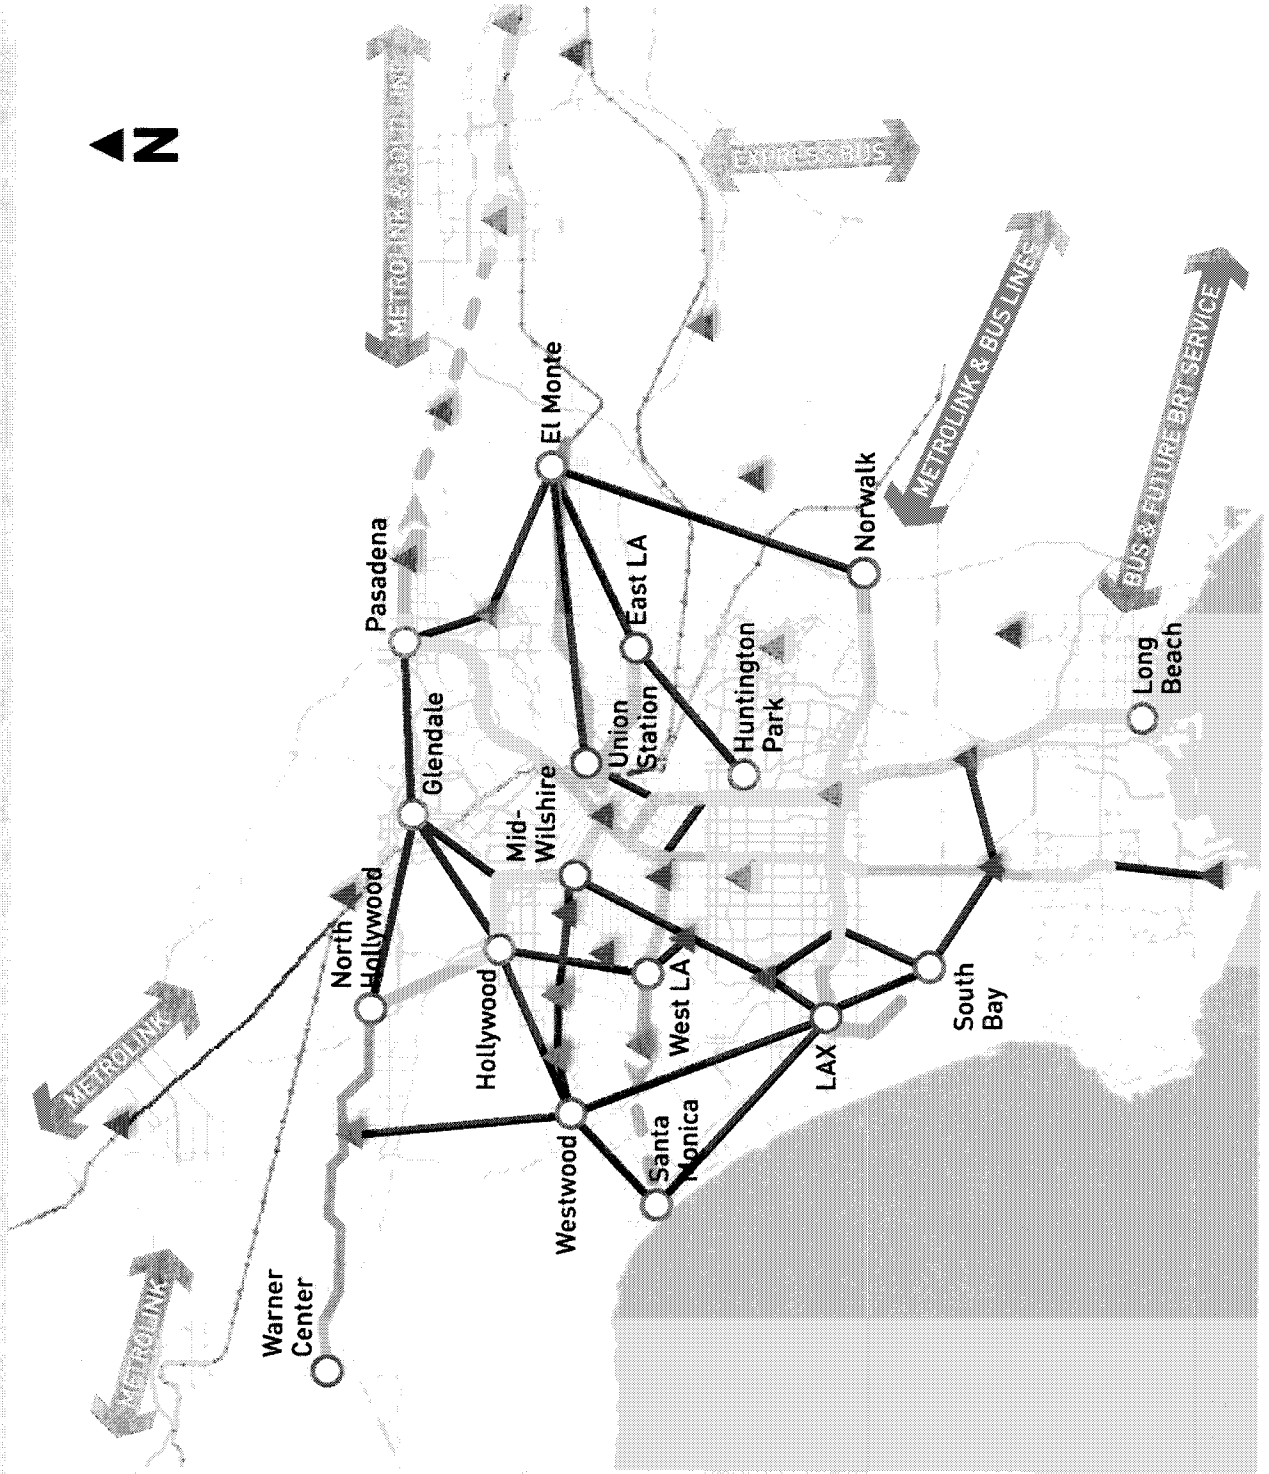 N
METROLINK
METROLINK
METROLINK & GOLD LINE
EXPRESS BUS
METROLINK & BUS LINES
BUS & FUTURE BRT SERVICE
Warner
Center
North
Hollywood
Glendale
Pasadena
El Monte
Hollywood
Mid-
Wilshire
Union
Station
East LA
Westwood
West LA
Santa
Monica
Huntington
Park
Norwalk
LAX
South
Bay
Long
Beach